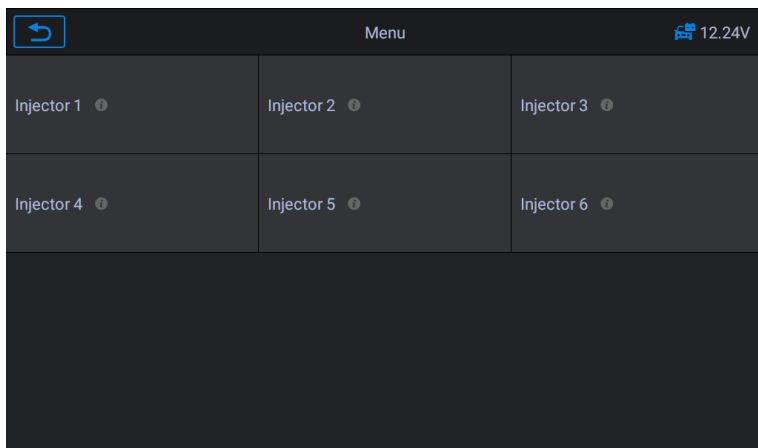 Menu
12.24V
Injector 1
Injector 2
Injector 3
Injector 4
Injector 5
Injector 6